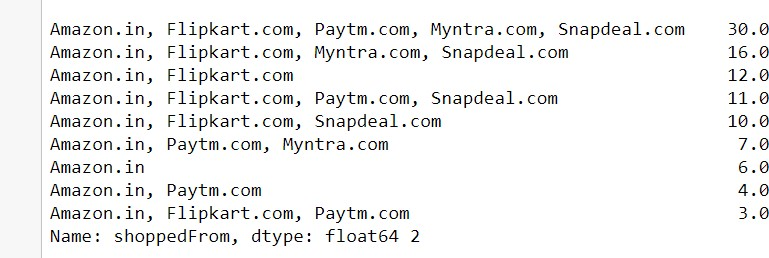 Amazon.in, Flipkart.com, Paytm.com, Myntra.com, Snapdeal.com    30.0
Amazon.in, Flipkart.com, Myntra.com, Snapdeal.com               16.0
Amazon.in, Flipkart.com                                         12.0
Amazon.in, Flipkart.com, Paytm.com, Snapdeal.com                11.0
Amazon.in, Flipkart.com, Snapdeal.com                           10.0
Amazon.in, Paytm.com, Myntra.com                                 7.0
Amazon.in                                                        6.0
Amazon.in, Paytm.com                                             4.0
Amazon.in, Flipkart.com, Paytm.com                               3.0
Name: shoppedFrom, dtype: float64 2